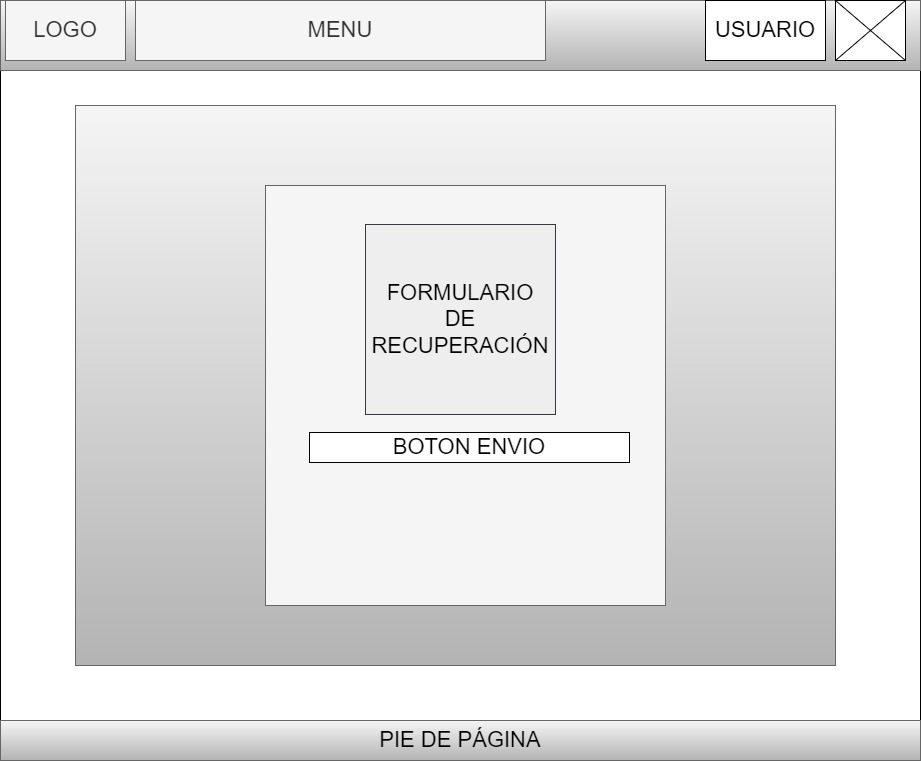 LOGO
MENU
USUARIO
FORMULARIO
DE
RECUPERACIÓN
BOTON ENVIO
PIE DE PÁGINA